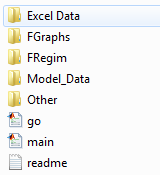 Excel Data
FGraphs
FRegim
Model_Data
Other
go
main
readme